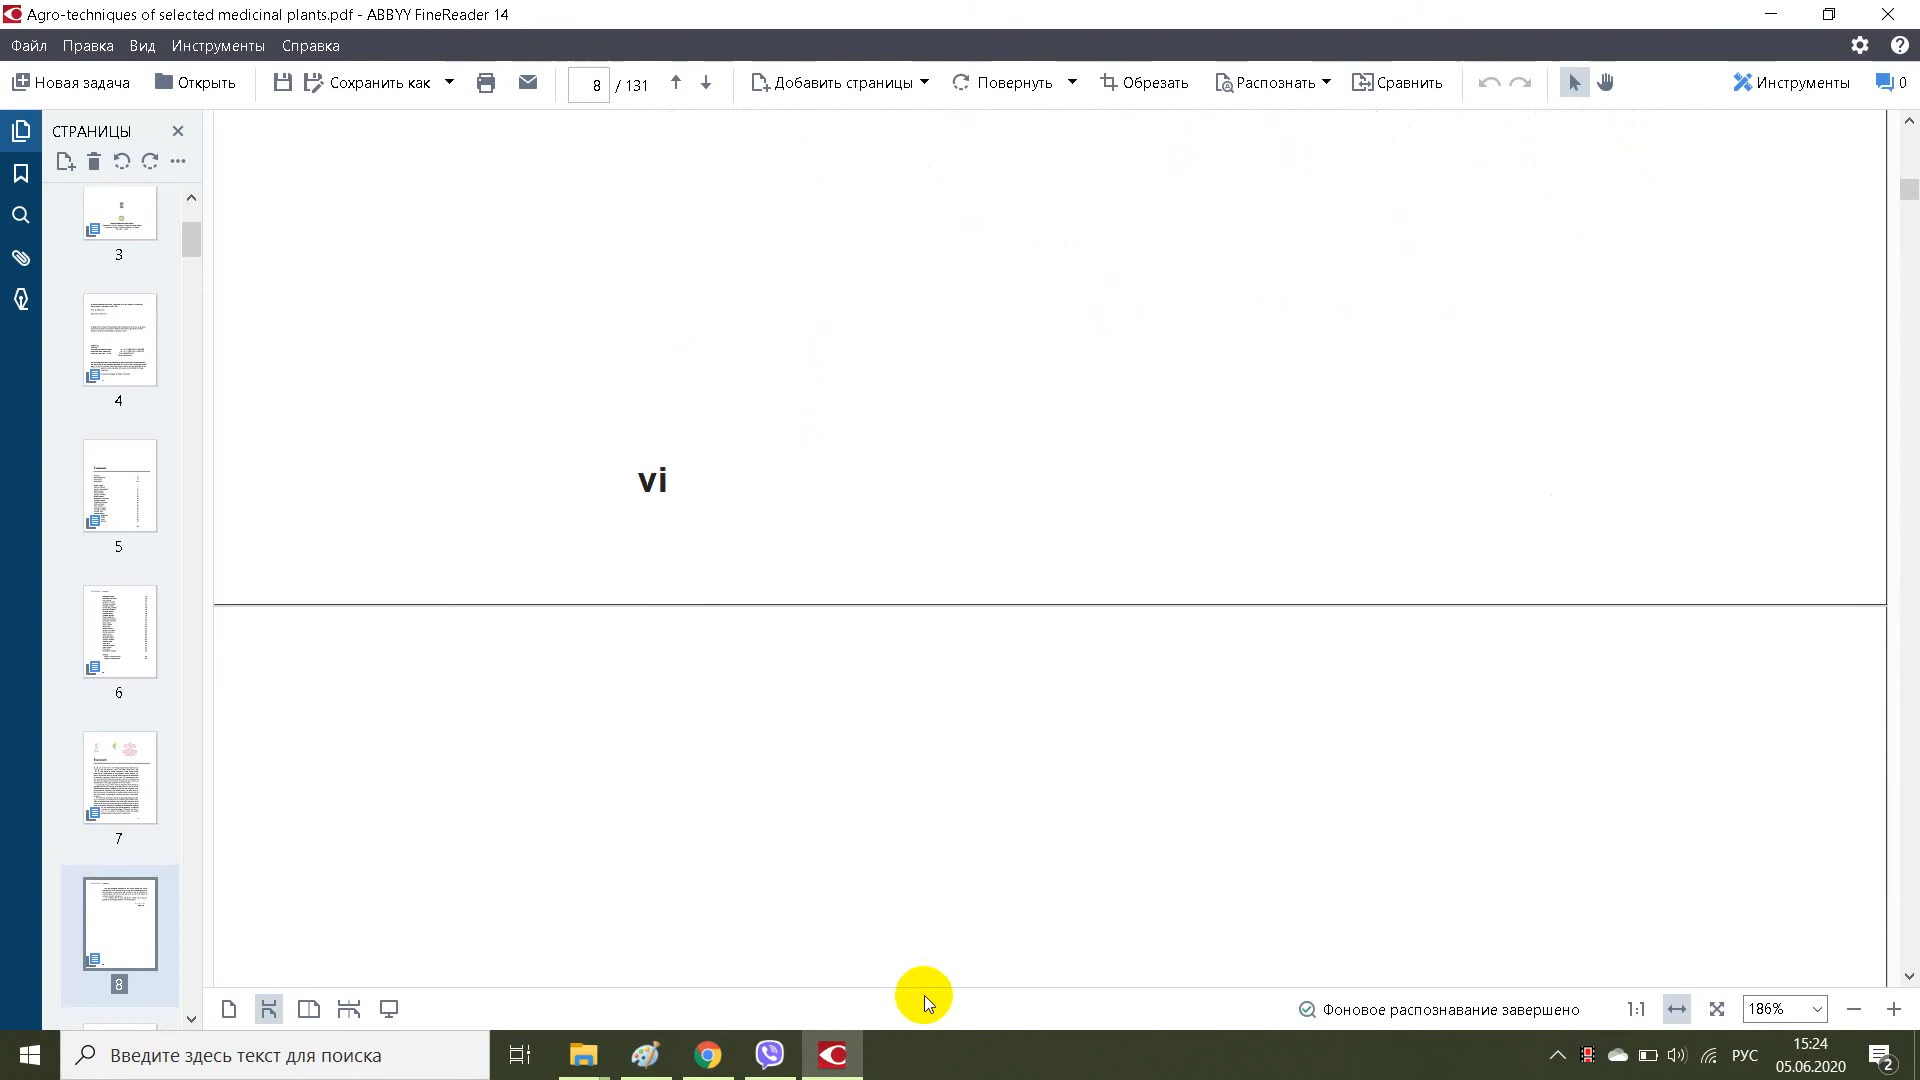 Agro-techniques of selected medicinal plants.pdf - ABBYY FineReader 14
Файл Правка Вид Инструменты Справка
Новая задача Открыть Сохранить как 8 / 131 Добавить страницы Повернуть Обрезать Распознать Сравнить Инструменты 0
СТРАНИЦЫ
3
4
5
6
7
8
vi
Фоновое распознавание завершено 1:1 186%
Введите здесь текст для поиска
РУС
15:24
05.06.2020
2